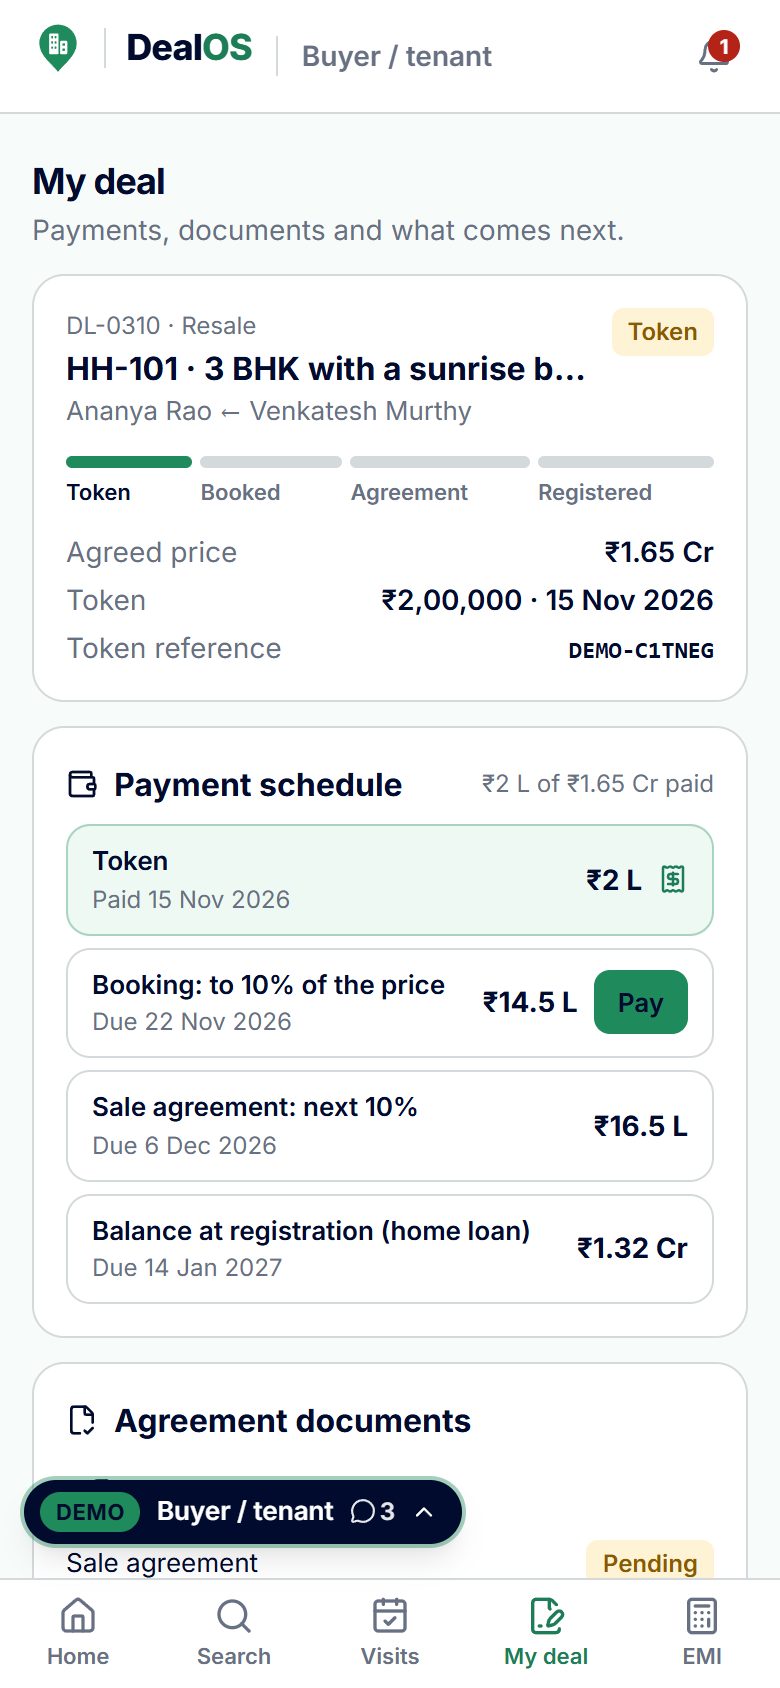 DealOS
Buyer / tenant
1
My deal
Payments, documents and what comes next.
DL-0310 · Resale
Token
HH-101 · 3 BHK with a sunrise b...
Ananya Rao ← Venkatesh Murthy
Token Booked Agreement Registered
Agreed price ₹1.65 Cr
Token ₹2,00,000 · 15 Nov 2026
Token reference DEMO-C1TNEG
Payment schedule ₹2 L of ₹1.65 Cr paid
Token
Paid 15 Nov 2026
₹2 L
Booking: to 10% of the price
Due 22 Nov 2026
₹14.5 L
Pay
Sale agreement: next 10%
Due 6 Dec 2026
₹16.5 L
Balance at registration (home loan)
Due 14 Jan 2027
₹1.32 Cr
Agreement documents
DEMO Buyer / tenant 3
Sale agreement Pending
Home Search Visits My deal EMI